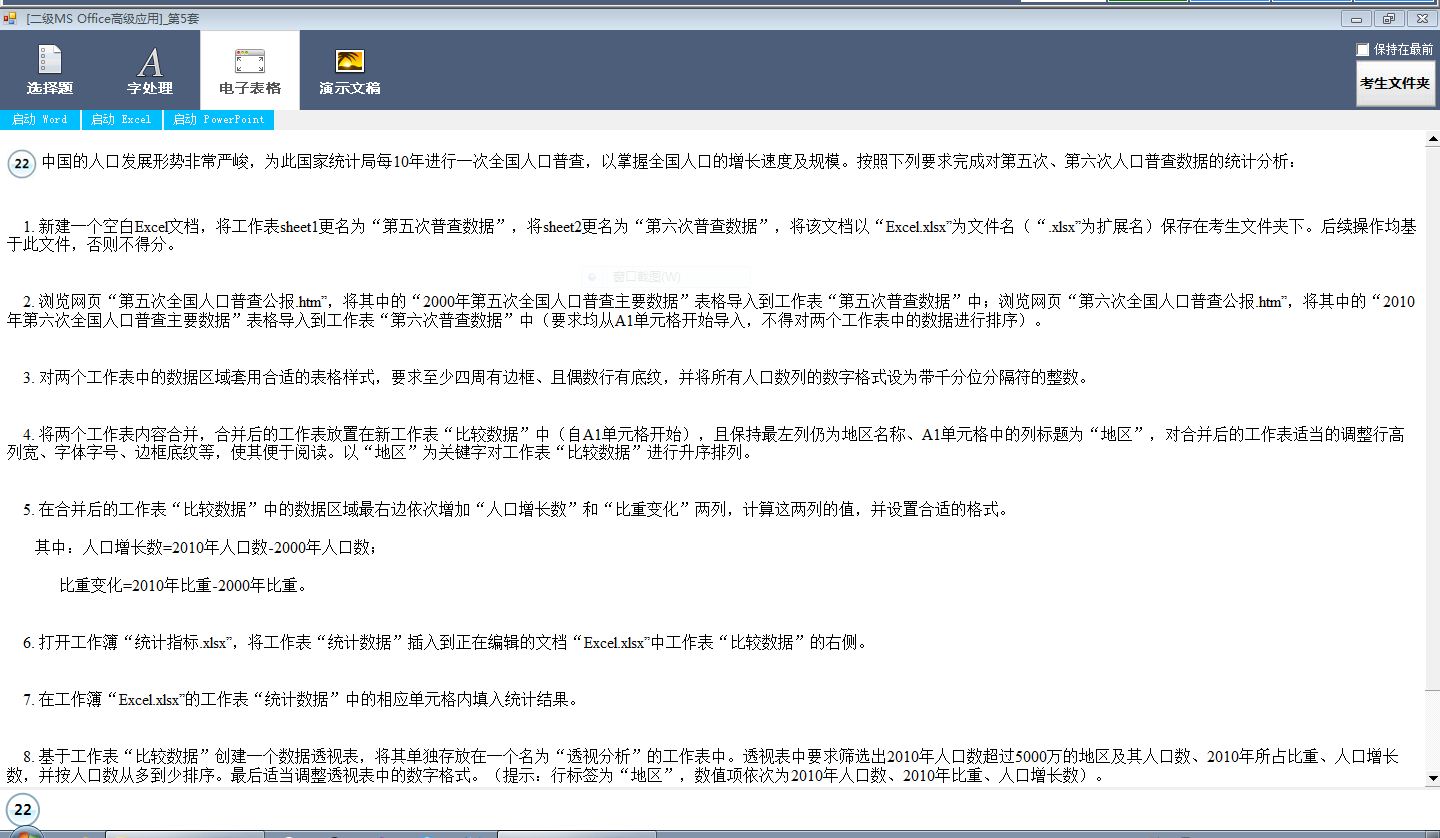 [二级MS Office高级应用]_第5套
保持在最前
选择题
字处理
电子表格
演示文稿
考生文件夹
启动 Word
启动 Excel
启动 PowerPoint
22 中国的人口发展形势非常严峻，为此国家统计局每10年进行一次全国人口普查，以掌握全国人口的增长速度及规模。按照下列要求完成对第五次、第六次人口普查数据的统计分析：
1. 新建一个空白Excel文档，将工作表sheet1更名为“第五次普查数据”，将sheet2更名为“第六次普查数据”，将该文档以“Excel.xlsx”为文件名（“.xlsx”为扩展名）保存在考生文件夹下。后续操作均基
于此文件，否则不得分。
窗口截图(W)
2. 浏览网页“第五次全国人口普查公报.htm”，将其中的“2000年第五次全国人口普查主要数据”表格导入到工作表“第五次普查数据”中；浏览网页“第六次全国人口普查公报.htm”，将其中的“2010
年第六次全国人口普查主要数据”表格导入到工作表“第六次普查数据”中（要求均从A1单元格开始导入，不得对两个工作表中的数据进行排序）。
3. 对两个工作表中的数据区域套用合适的表格样式，要求至少四周有边框、且偶数行有底纹，并将所有人口数列的数字格式设为带千分位分隔符的整数。
4. 将两个工作表内容合并，合并后的工作表放置在新工作表“比较数据”中（自A1单元格开始），且保持最左列仍为地区名称、A1单元格中的列标题为“地区”，对合并后的工作表适当的调整行高
列宽、字体字号、边框底纹等，使其便于阅读。以“地区”为关键字对工作表“比较数据”进行升序排列。
5. 在合并后的工作表“比较数据”中的数据区域最右边依次增加“人口增长数”和“比重变化”两列，计算这两列的值，并设置合适的格式。
其中：人口增长数=2010年人口数-2000年人口数；
比重变化=2010年比重-2000年比重。
6. 打开工作簿“统计指标.xlsx”，将工作表“统计数据”插入到正在编辑的文档“Excel.xlsx”中工作表“比较数据”的右侧。
7. 在工作簿“Excel.xlsx”的工作表“统计数据”中的相应单元格内填入统计结果。
8. 基于工作表“比较数据”创建一个数据透视表，将其单独存放在一个名为“透视分析”的工作表中。透视表中要求筛选出2010年人口数超过5000万的地区及其人口数、2010年所占比重、人口增长
数，并按人口数从多到少排序。最后适当调整透视表中的数字格式。（提示：行标签为“地区”，数值项依次为2010年人口数、2010年比重、人口增长数）。
22